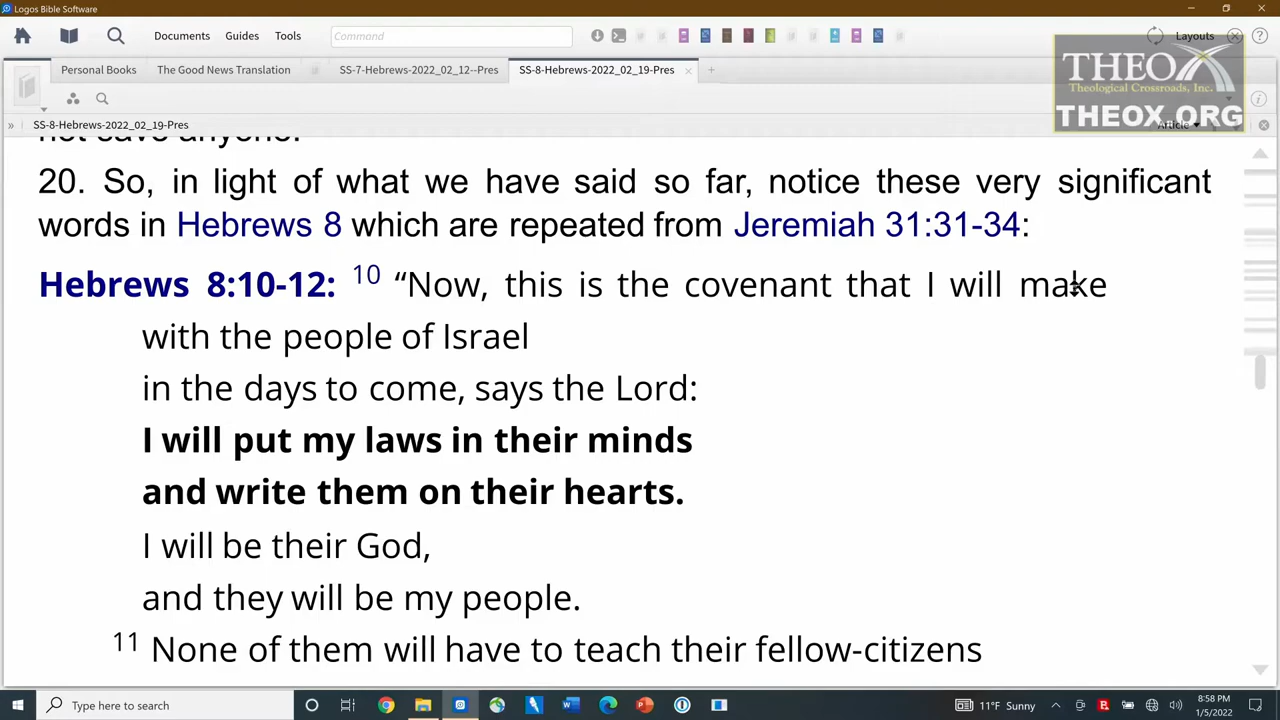 Logos Bible Software
Documents Guides Tools Command Layouts
Personal Books The Good News Translation SS-7-Hebrews-2022_02_12--Pres SS-8-Hebrews-2022_02_19-Pres
THEOX
Theological Crossroads, Inc.
THEOX.ORG
» SS-8-Hebrews-2022_02_19-Pres Article
not save anyone.
20. So, in light of what we have said so far, notice these very significant
words in Hebrews 8 which are repeated from Jeremiah 31:31-34:
Hebrews 8:10-12: 10 “Now, this is the covenant that I will make
with the people of Israel
in the days to come, says the Lord:
I will put my laws in their minds
and write them on their hearts.
I will be their God,
and they will be my people.
11 None of them will have to teach their fellow-citizens
Type here to search 11°F Sunny 8:58 PM
1/5/2022